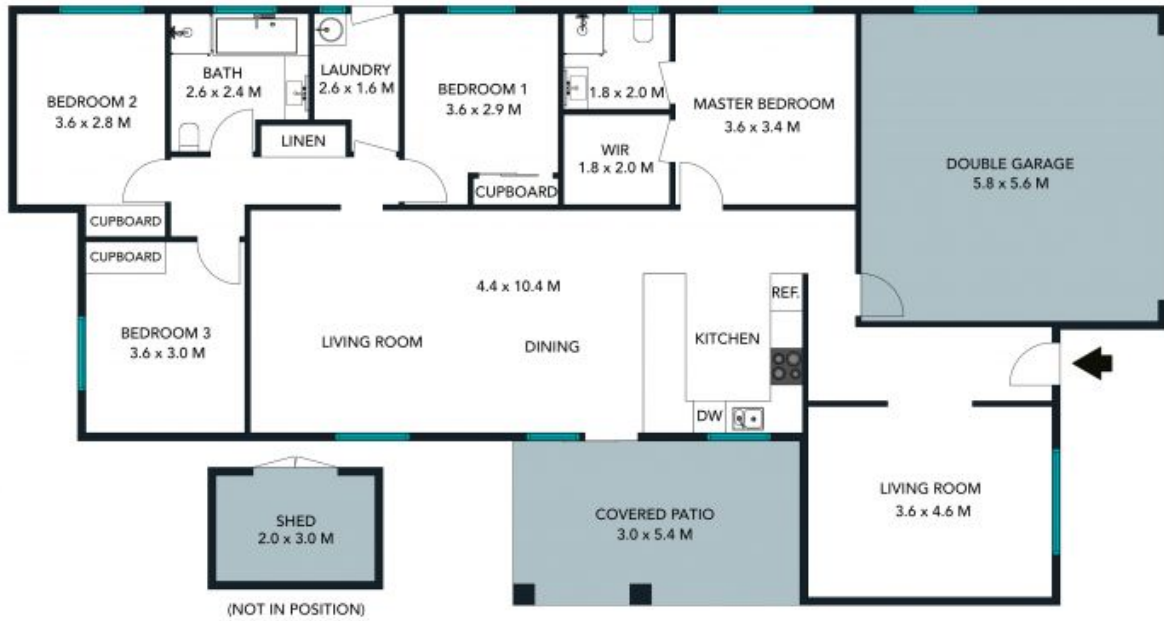 BEDROOM 2
3.6 x 2.8 M
BATH
2.6 x 2.4 M
LAUNDRY
2.6 x 1.6 M
LINEN
BEDROOM 1
3.6 x 2.9 M
CUPBOARD
1.8 x 2.0 M
WIR
1.8 x 2.0 M
MASTER BEDROOM
3.6 x 3.4 M
DOUBLE GARAGE
5.8 x 5.6 M
CUPBOARD
CUPBOARD
BEDROOM 3
3.6 x 3.0 M
4.4 x 10.4 M
LIVING ROOM
DINING
KITCHEN
REF.
DW
LIVING ROOM
3.6 x 4.6 M
COVERED PATIO
3.0 x 5.4 M
SHED
2.0 x 3.0 M
(NOT IN POSITION)